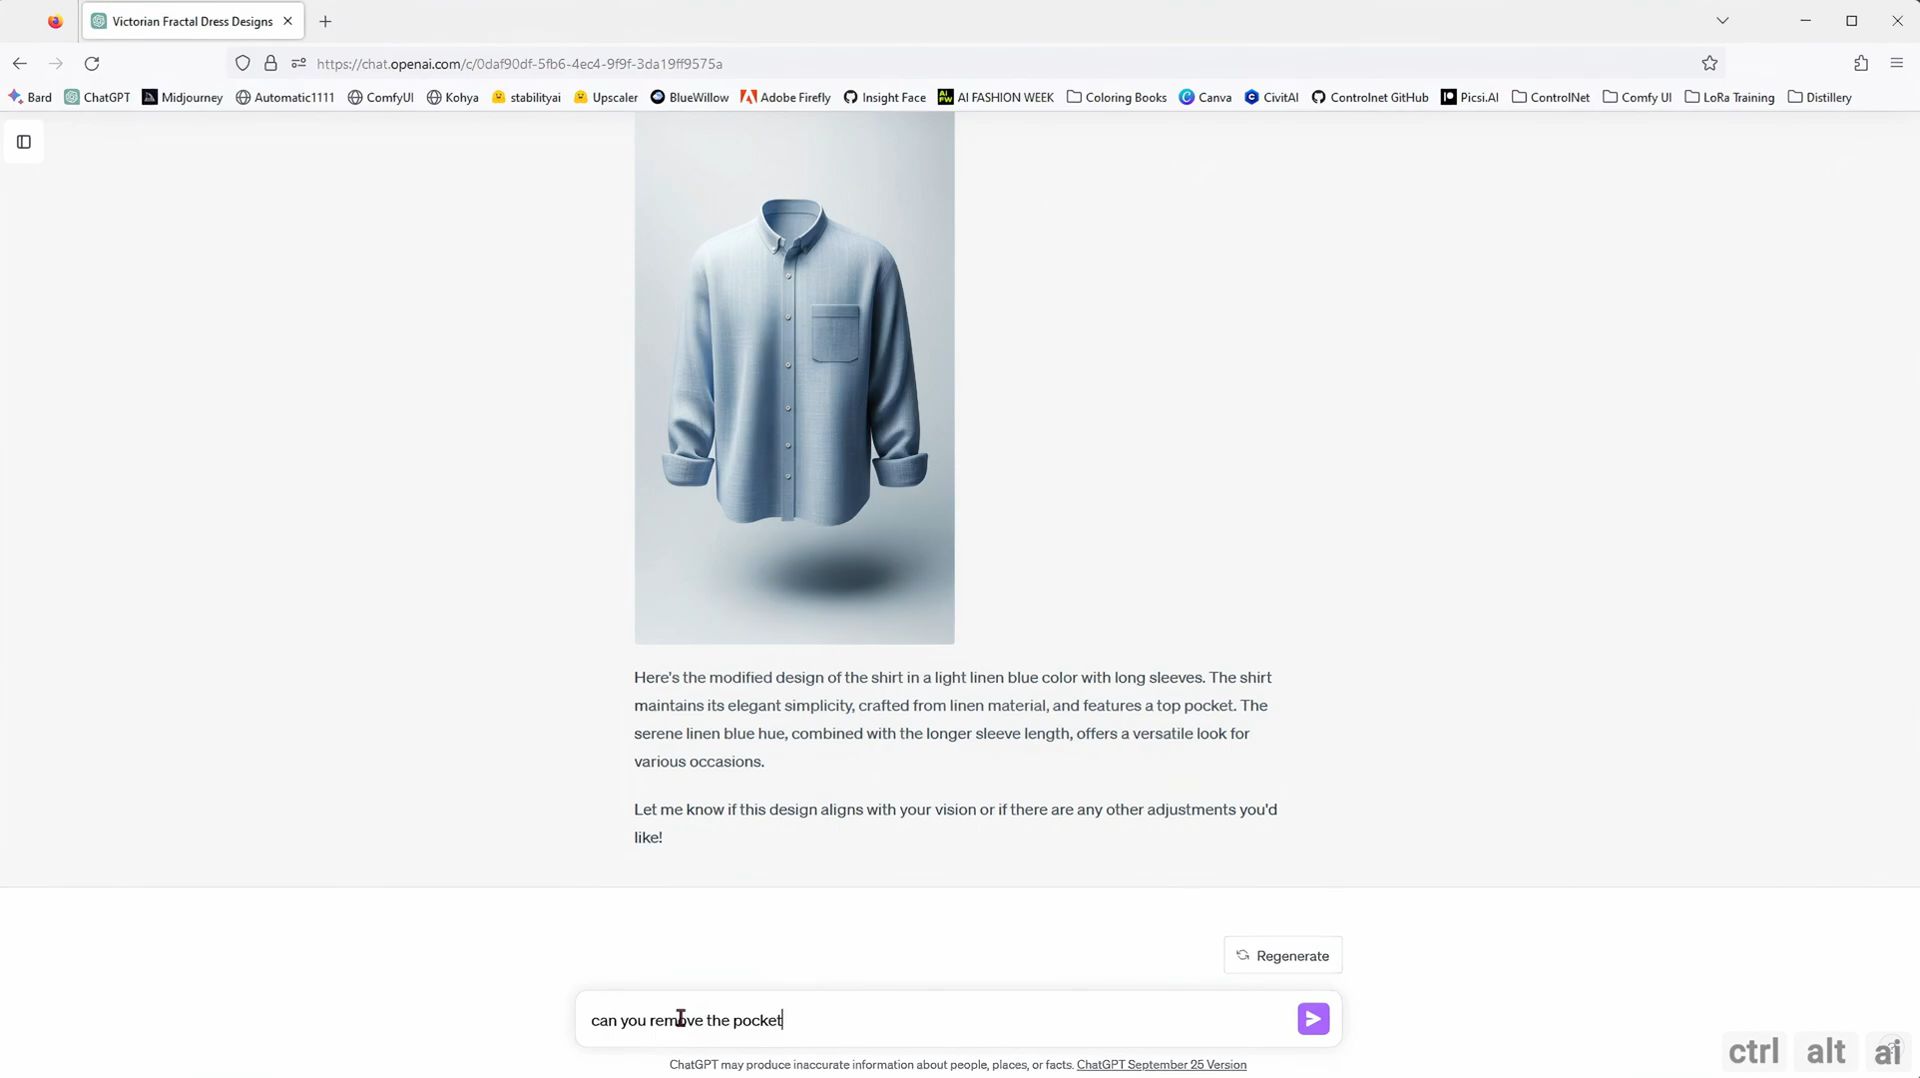 Victorian Fractal Dress Designs
https://chat.openai.com/c/0daf90df-5fb6-4ec4-9f9f-3da19ff9575a
Bard ChatGPT Midjourney Automatic1111 ComfyUI Kohya stabilityai Upscaler BlueWillow Adobe Firefly Insight Face AI FASHION WEEK Coloring Books Canva CivitAI Controlnet GitHub Picsi.AI ControlNet Comfy UI LoRa Training Distillery
Here's the modified design of the shirt in a light linen blue color with long sleeves. The shirt
maintains its elegant simplicity, crafted from linen material, and features a top pocket. The
serene linen blue hue, combined with the longer sleeve length, offers a versatile look for
various occasions.
Let me know if this design aligns with your vision or if there are any other adjustments you'd
like!
Regenerate
can you remove the pocket
ChatGPT may produce inaccurate information about people, places, or facts. ChatGPT September 25 Version
ctrl alt ai